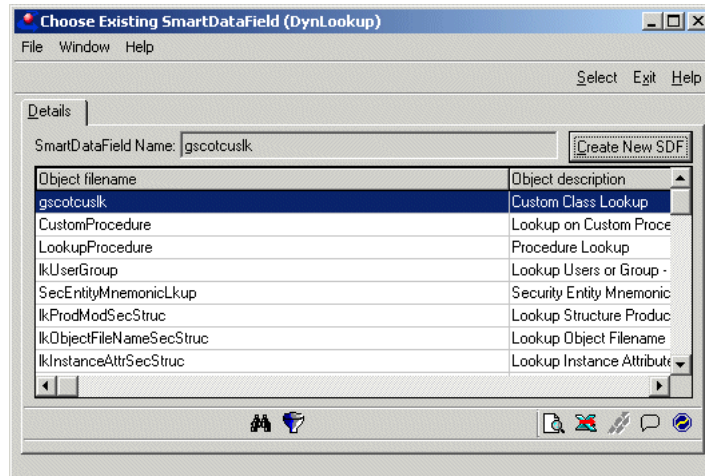 Choose Existing SmartDataField (DynLookup)
File Window Help
Select Exit Help
Details
SmartDataField Name: gscotcuslk Create New SDF
Object filename Object description
gscotcuslk Custom Class Lookup
CustomProcedure Lookup on Custom Proce
LookupProcedure Procedure Lookup
lkUserGroup Lookup Users or Group -
SecEntityMnemonicLkup Security Entity Mnemonic
lkProdModSecStruc Lookup Structure Produc
lkObjectFileNameSecStruc Lookup Object Filename
lkInstanceAttrSecStruc Lookup Instance Attribute